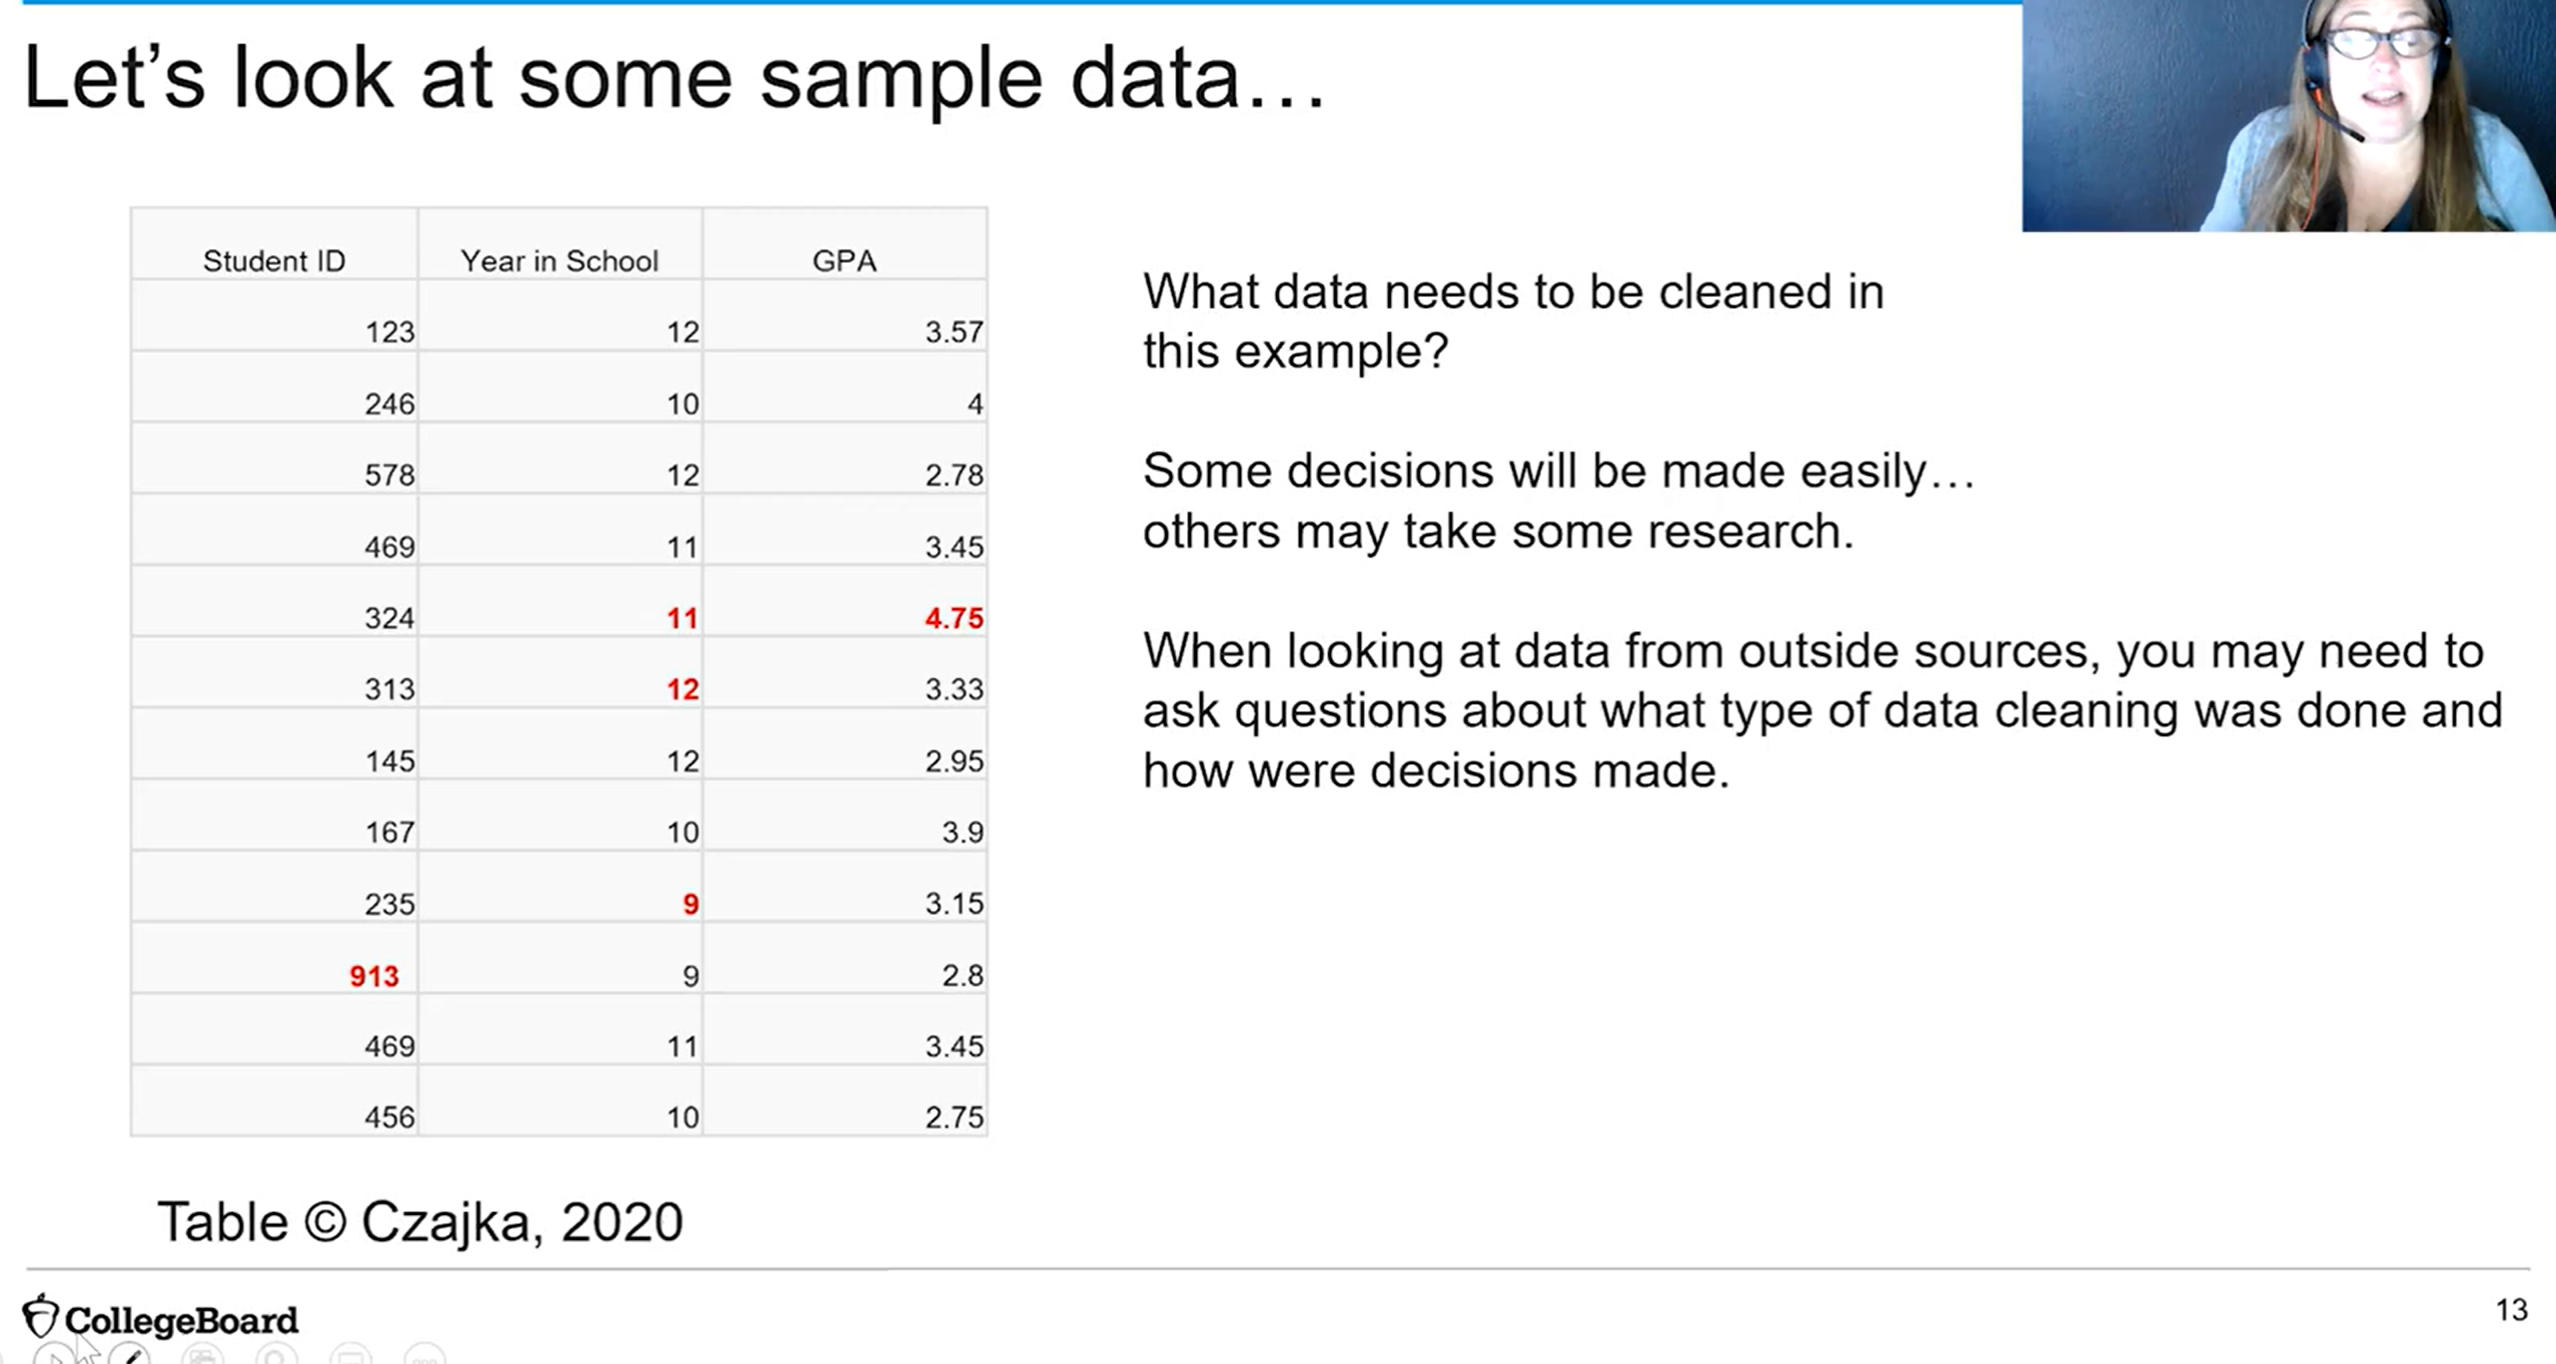 Let’s look at some sample data…
Student ID Year in School GPA
123 12 3.57
246 10 4
578 12 2.78
469 11 3.45
324 11 4.75
313 12 3.33
145 12 2.95
167 10 3.9
235 9 3.15
913 9 2.8
469 11 3.45
456 10 2.75
Table © Czajka, 2020
What data needs to be cleaned in
this example?
Some decisions will be made easily…
others may take some research.
When looking at data from outside sources, you may need to
ask questions about what type of data cleaning was done and
how were decisions made.
CollegeBoard
13